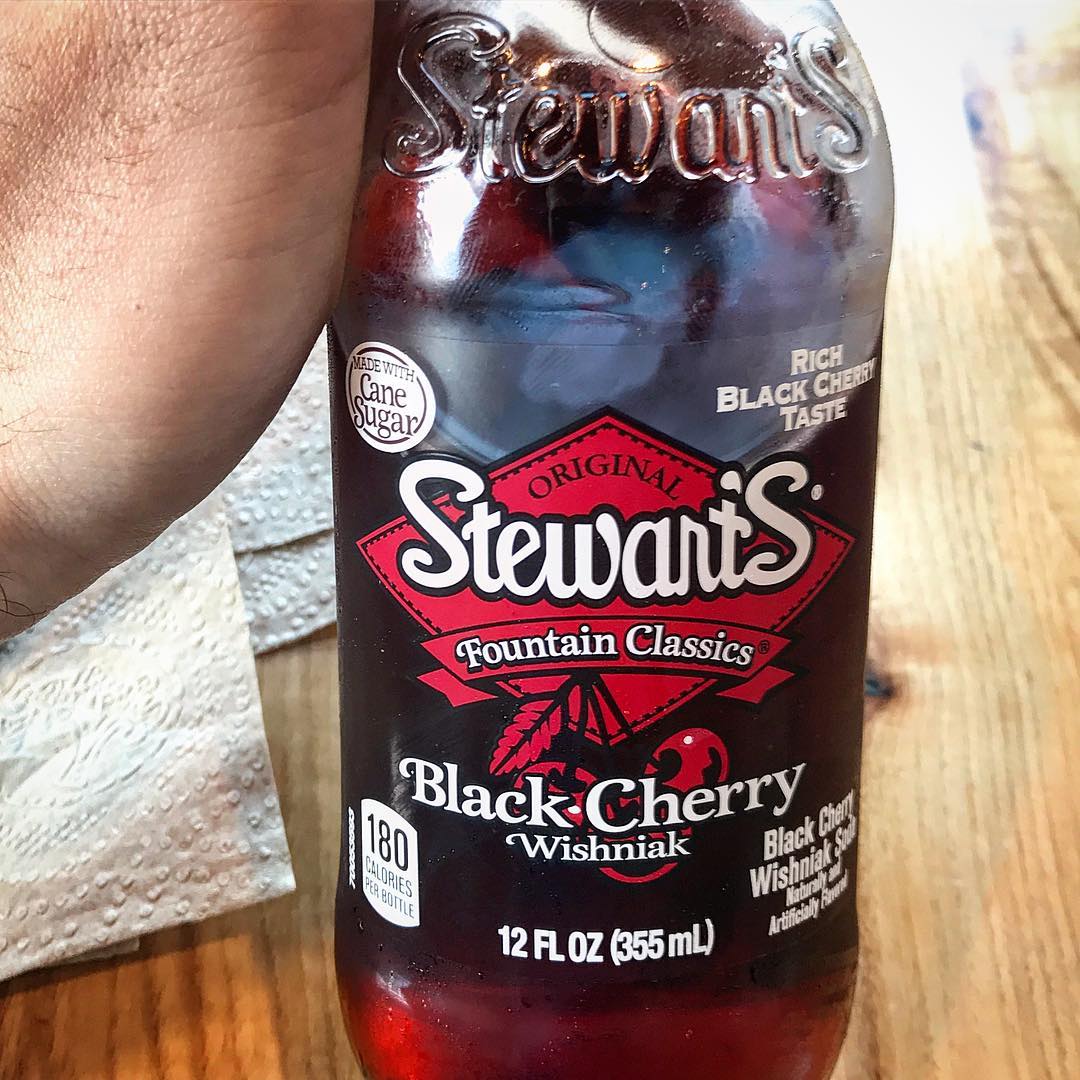 Stewart's
MADE WITH
Cane
Sugar
RICH
BLACK CHERRY
TASTE
ORIGINAL
Stewart's®
Fountain Classics®
Black Cherry
Wishniak
180
CALORIES
PER BOTTLE
Black Cherry
Wishniak Soda
Naturally and
Artificially Flavored
12 FL OZ (355 mL)